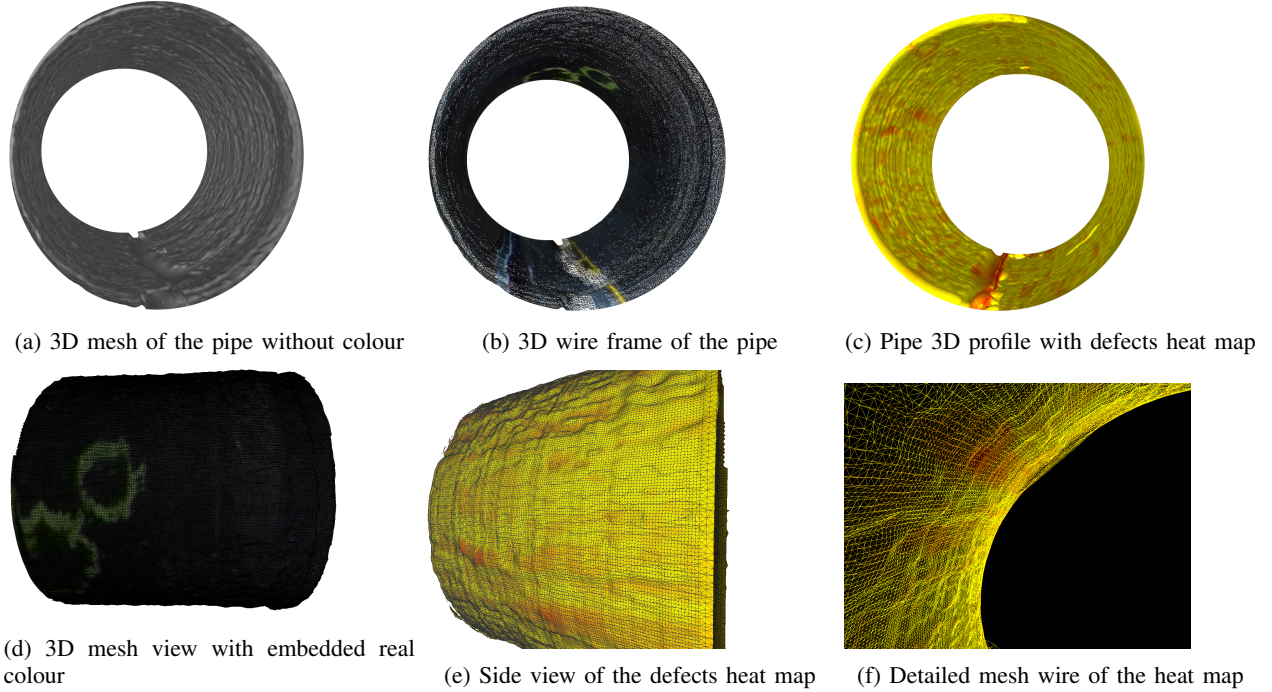 (a) 3D mesh of the pipe without colour
(b) 3D wire frame of the pipe
(c) Pipe 3D profile with defects heat map
(d) 3D mesh view with embedded real
colour
(e) Side view of the defects heat map
(f) Detailed mesh wire of the heat map